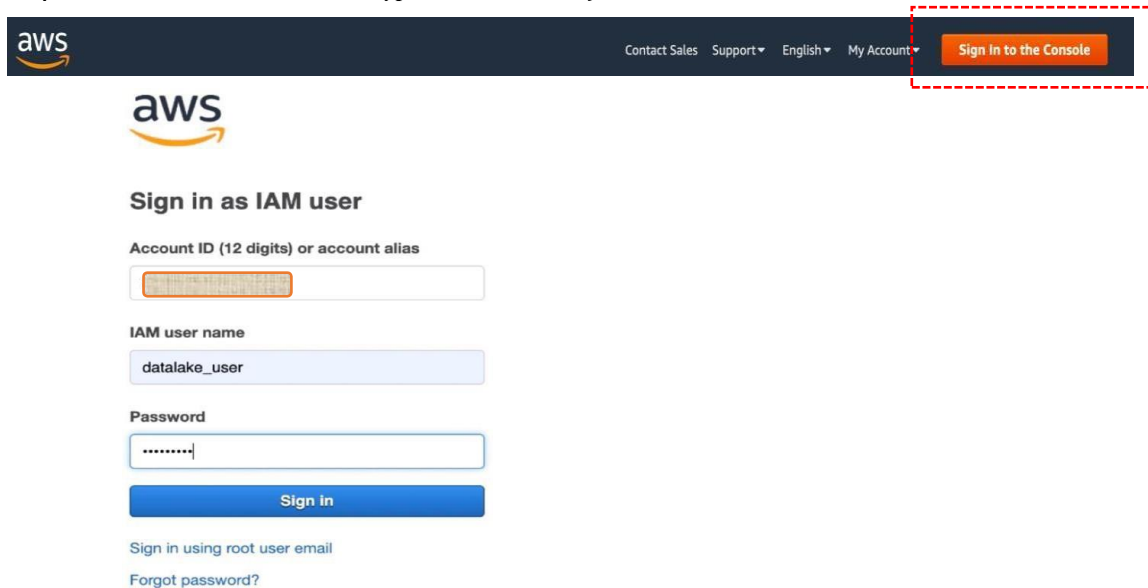 aws
Contact Sales Support English My Account Sign In to the Console
aws
Sign in as IAM user
Account ID (12 digits) or account alias
IAM user name
datalake_user
Password
•••••••••
Sign in
Sign in using root user email
Forgot password?